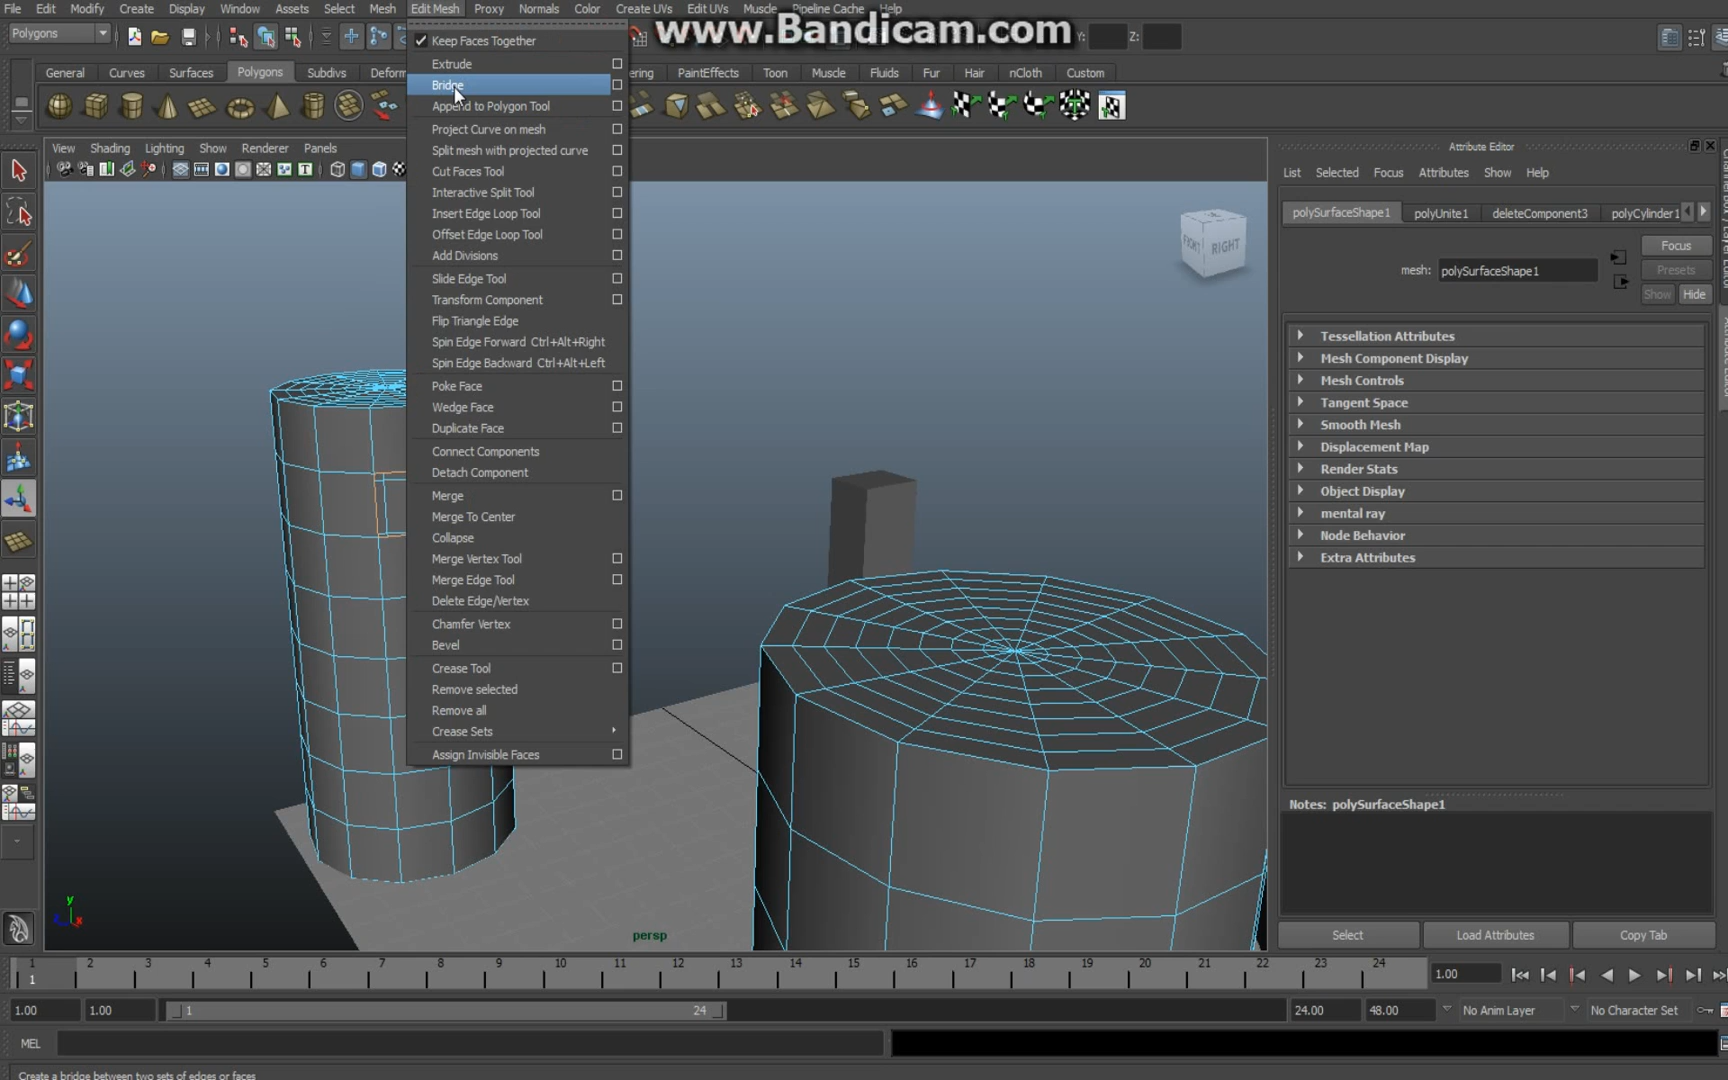 File Edit Modify Create Display Window Assets Select Mesh Edit Mesh Proxy Normals Color Create UVs Edit UVs Muscle Pipeline Cache Help
www.Bandicam.com
Polygons
Y: Z:
General Curves Surfaces Polygons Subdivs Deform PaintEffects Toon Muscle Fluids Fur Hair nCloth Custom
View Shading Lighting Show Renderer Panels
Keep Faces Together
Extrude
Bridge
Append to Polygon Tool
Project Curve on mesh
Split mesh with projected curve
Cut Faces Tool
Interactive Split Tool
Insert Edge Loop Tool
Offset Edge Loop Tool
Add Divisions
Slide Edge Tool
Transform Component
Flip Triangle Edge
Spin Edge Forward Ctrl+Alt+Right
Spin Edge Backward Ctrl+Alt+Left
Poke Face
Wedge Face
Duplicate Face
Connect Components
Detach Component
Merge
Merge To Center
Collapse
Merge Vertex Tool
Merge Edge Tool
Delete Edge/Vertex
Chamfer Vertex
Bevel
Crease Tool
Remove selected
Remove all
Crease Sets
Assign Invisible Faces
FRONT RIGHT
y
x
persp
Attribute Editor
List Selected Focus Attributes Show Help
polySurfaceShape1 polyUnite1 deleteComponent3 polyCylinder1
Focus
mesh: polySurfaceShape1
Presets
Show Hide
Tessellation Attributes
Mesh Component Display
Mesh Controls
Tangent Space
Smooth Mesh
Displacement Map
Render Stats
Object Display
mental ray
Node Behavior
Extra Attributes
Notes: polySurfaceShape1
Select Load Attributes Copy Tab
1 2 3 4 5 6 7 8 9 10 11 12 13 14 15 16 17 18 19 20 21 22 23 24
1
1.00
1.00 1.00 1 24 24.00 48.00 No Anim Layer No Character Set
MEL
Create a bridge between two sets of edges or faces